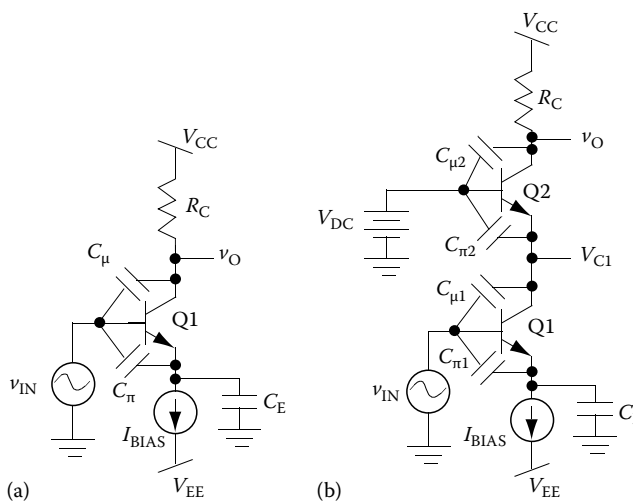 V_CC
R_C
v_O
C_μ
Q1
v_IN
C_π
C_E
I_BIAS
V_EE
(a)
V_CC
R_C
v_O
C_μ2
Q2
V_DC
C_π2
V_C1
C_μ1
Q1
C_π1
v_IN
C
I_BIAS
V_EE
(b)